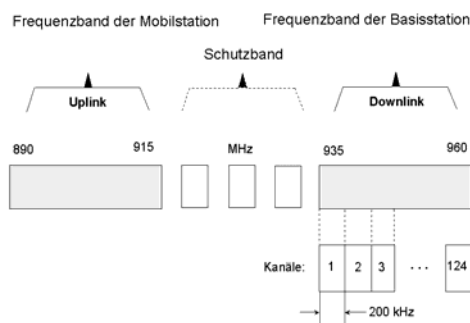 Frequenzband der Mobilstation
Frequenzband der Basisstation
Schutzband
Uplink
Downlink
890
915
MHz
935
960
Kanäle:
1
2
3
. . .
124
200 kHz